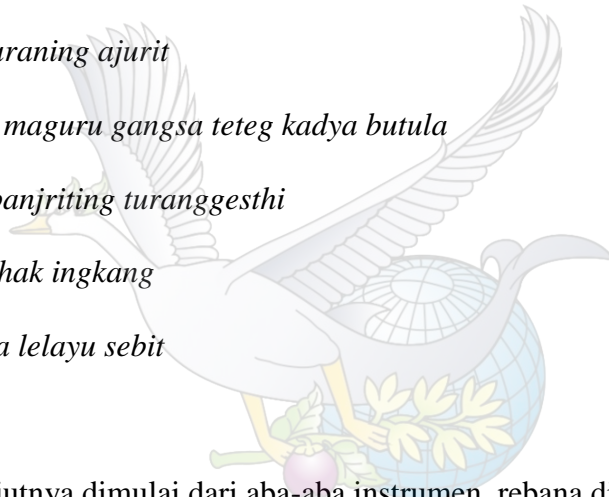 uraning ajurit
maguru gangsa teteg kadya butula
panjriting turanggesthi
hak ingkang
a lelayu sebit
jutnya dimulai dari aba-aba instrumen rebana d